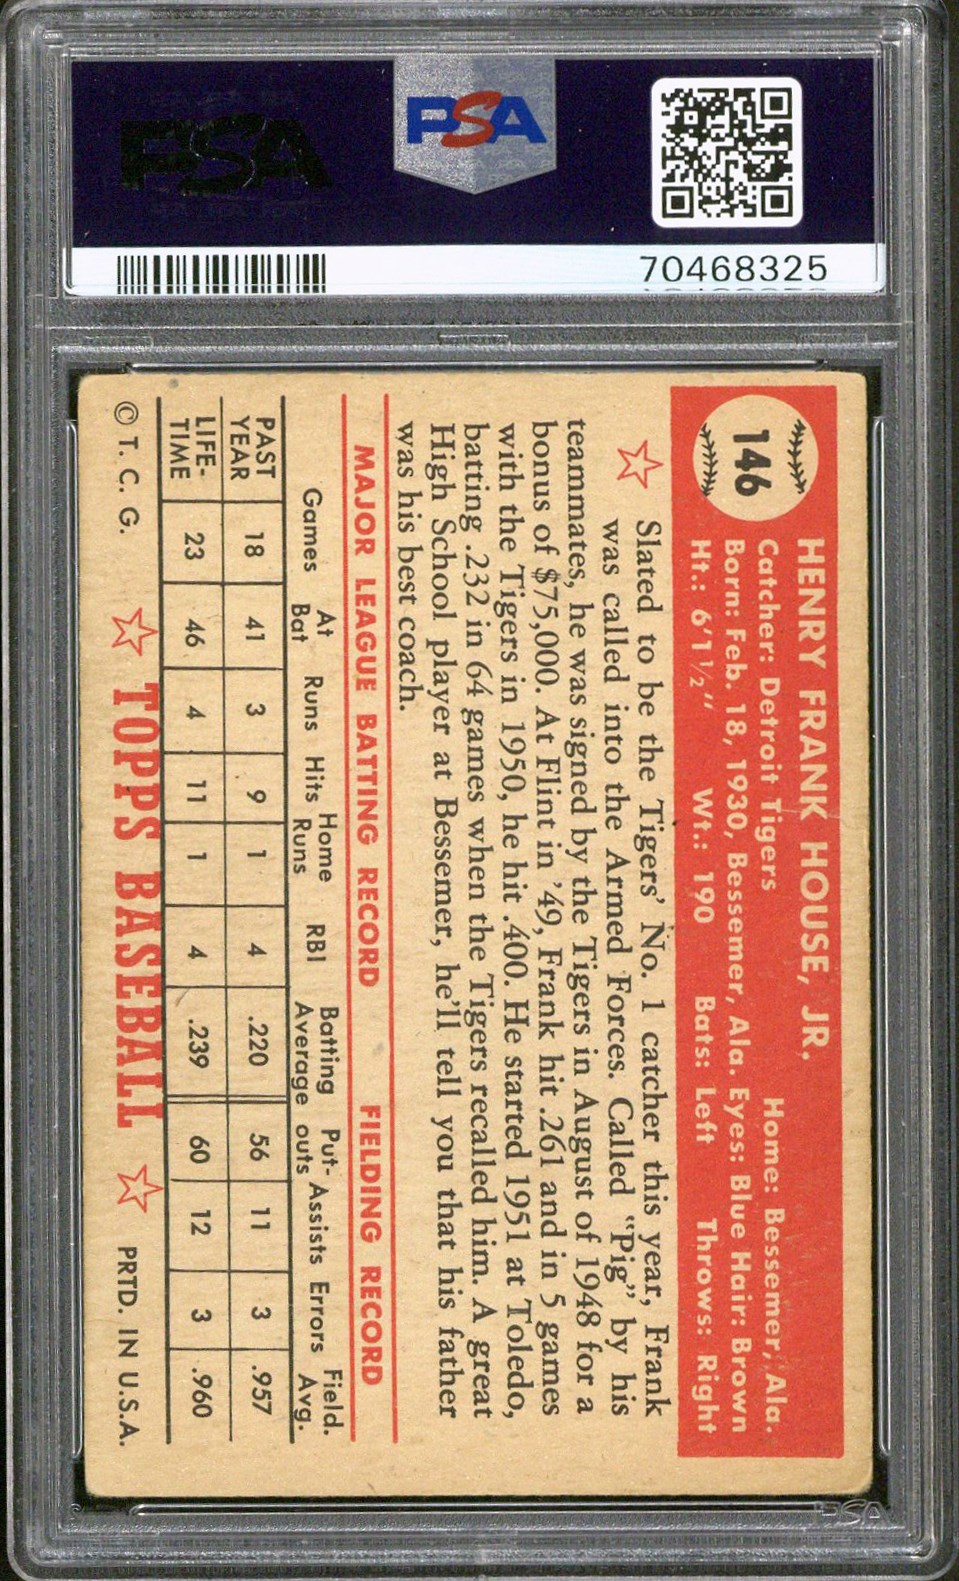 PSA
PSA
70468325
146
HENRY FRANK HOUSE, JR.
Catcher: Detroit Tigers Home: Bessemer, Ala.
Born: Feb. 18, 1930, Bessemer, Ala. Eyes: Blue Hair: Brown
Ht.: 6'1½" Wt.: 190 Bats: Left Throws: Right
Slated to be the Tigers' No. 1 catcher this year, Frank
was called into the Armed Forces. Called "Pig" by his
teammates, he was signed by the Tigers in August of 1948 for a
bonus of $75,000. At Flint in '49, Frank hit .261 and in 5 games
with the Tigers in 1950, he hit .400. He started 1951 at Toledo,
batting .232 in 64 games when the Tigers recalled him. A great
High School player at Bessemer, he'll tell you that his father
was his best coach.
MAJOR LEAGUE BATTING RECORD FIELDING RECORD
Games At Bat Runs Hits Home Runs RBI Batting Average Put-outs Assists Errors Field. Avg.
PAST YEAR 18 41 3 9 1 4 .220 56 11 3 .957
LIFE-TIME 23 46 4 11 1 4 .239 60 12 3 .960
© T. C. G. TOPPS BASEBALL PRTD. IN U.S.A.
PSA